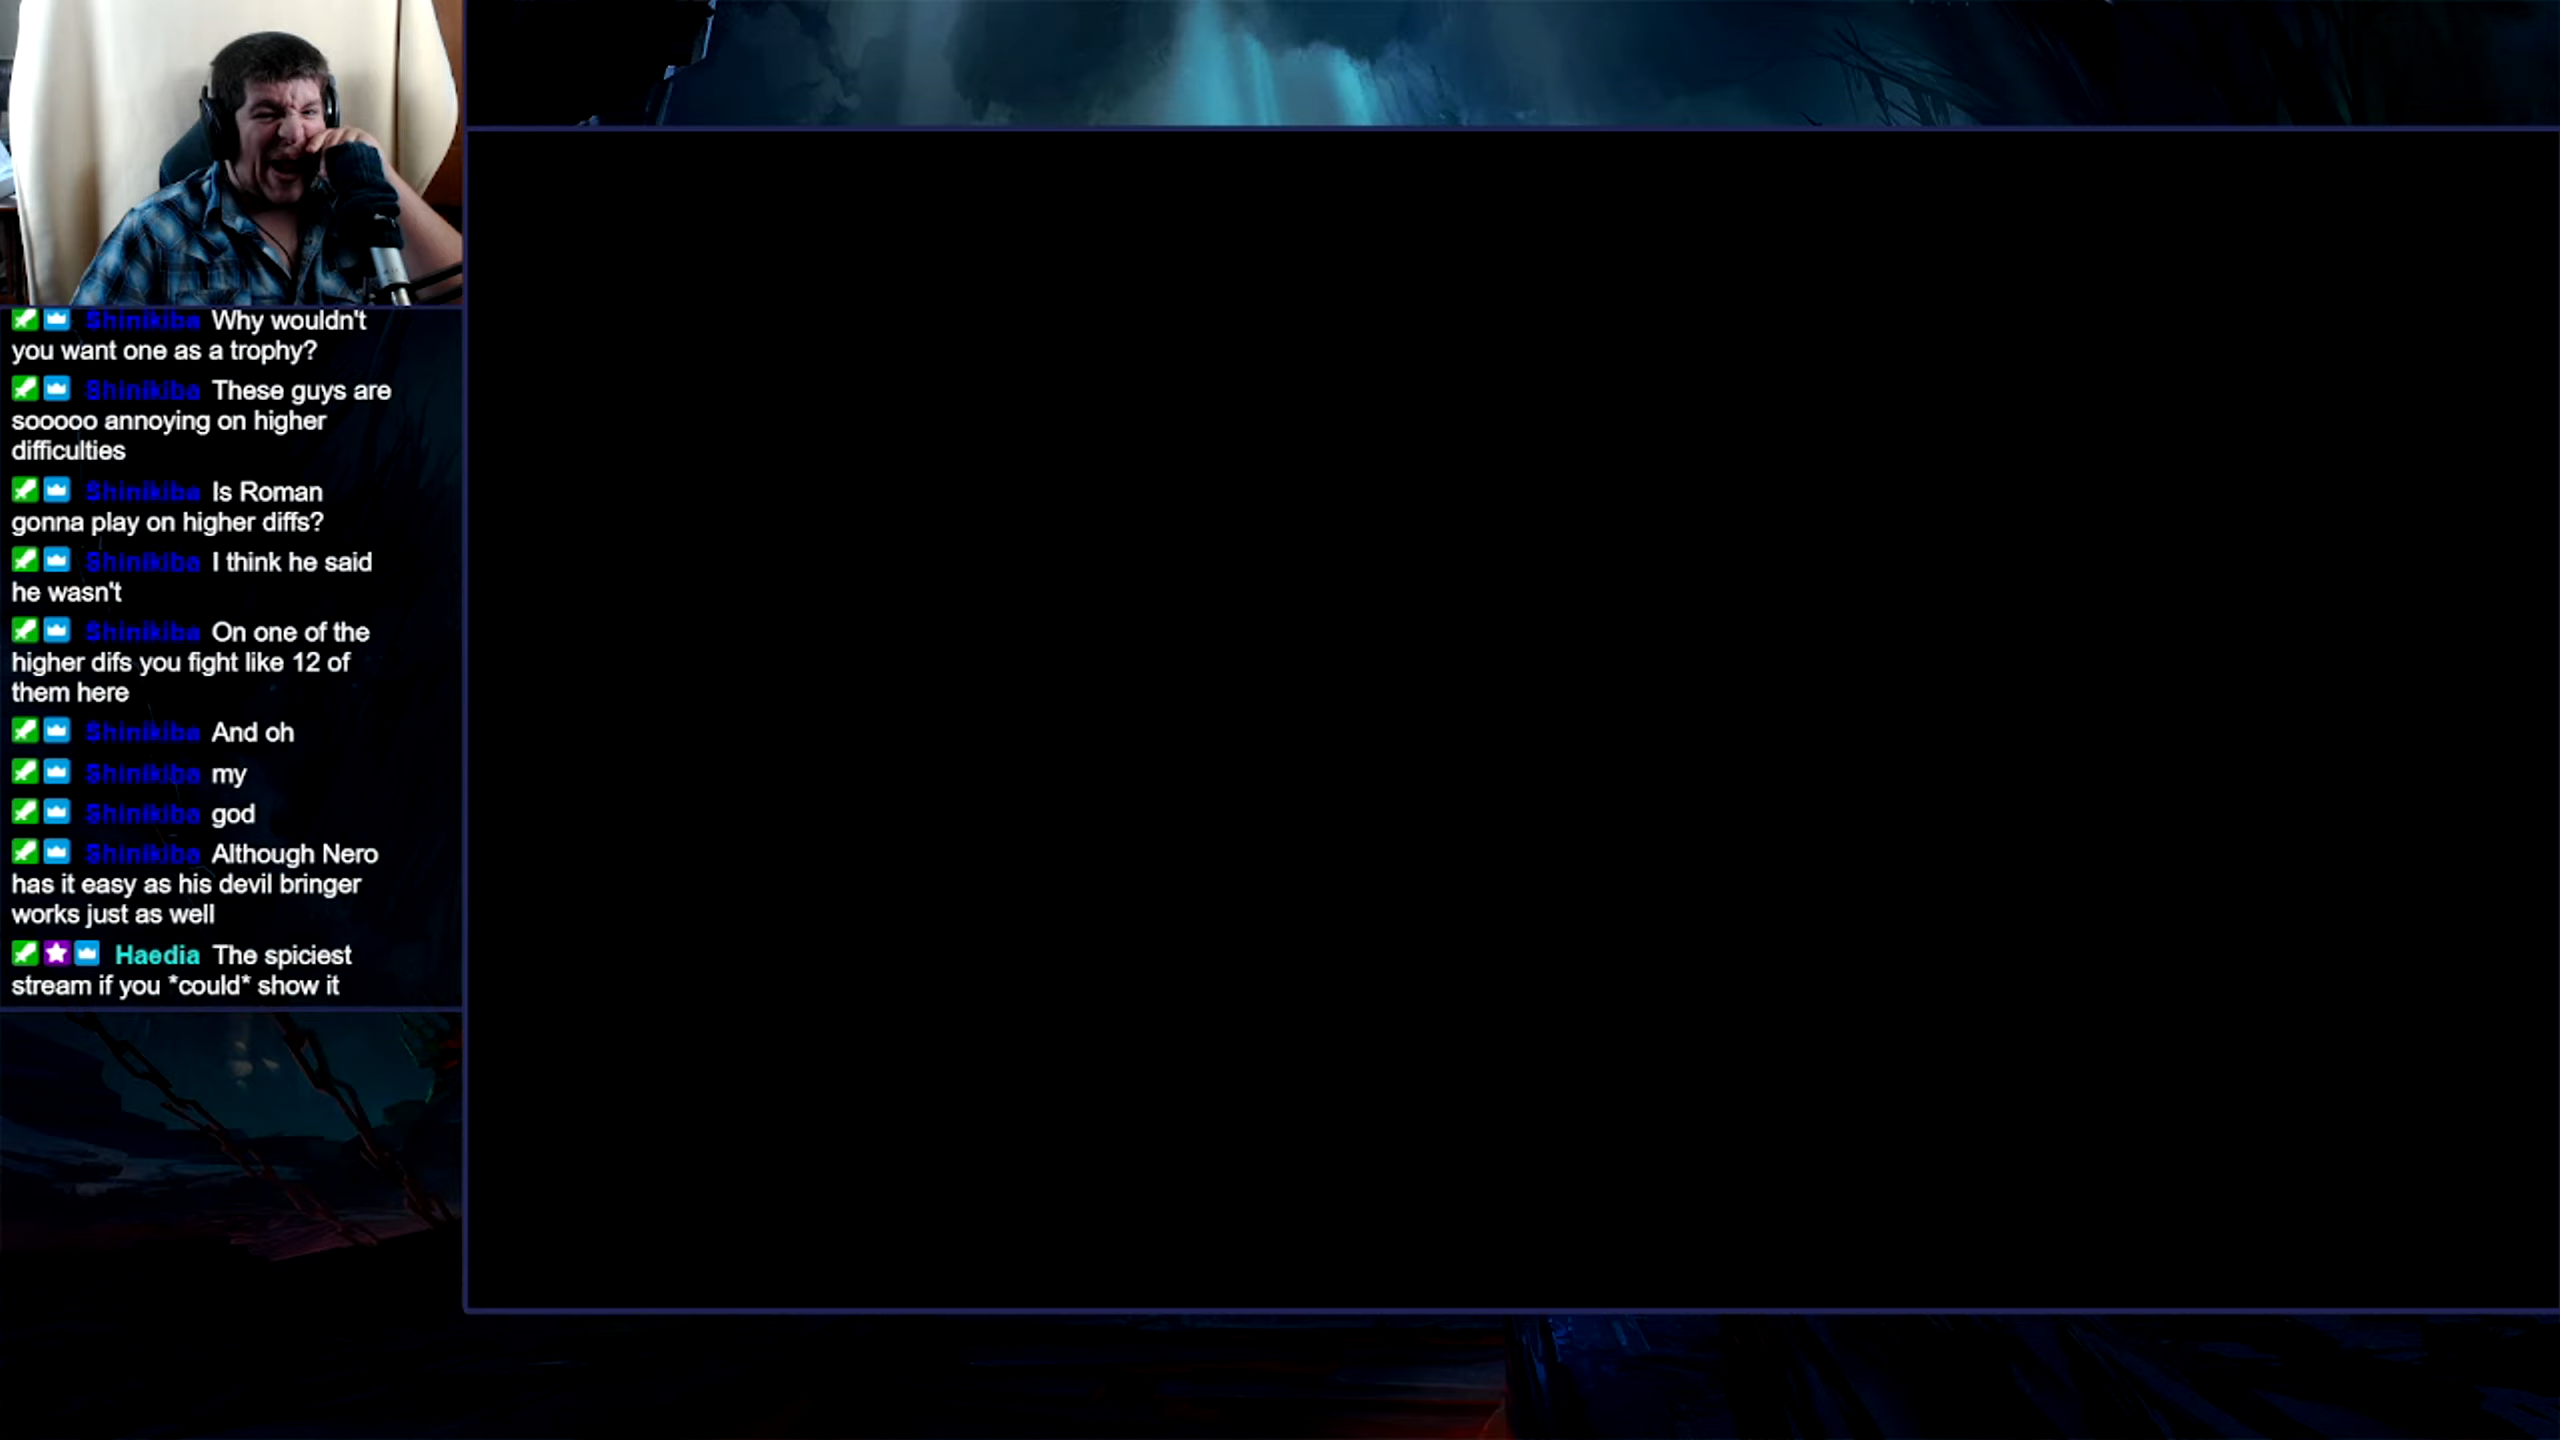 Shinikiba Why wouldn't
you want one as a trophy?
Shinikiba These guys are
sooooo annoying on higher
difficulties
Shinikiba Is Roman
gonna play on higher diffs?
Shinikiba I think he said
he wasn't
Shinikiba On one of the
higher difs you fight like 12 of
them here
Shinikiba And oh
Shinikiba my
Shinikiba god
Shinikiba Although Nero
has it easy as his devil bringer
works just as well
Haedia The spiciest
stream if you *could* show it